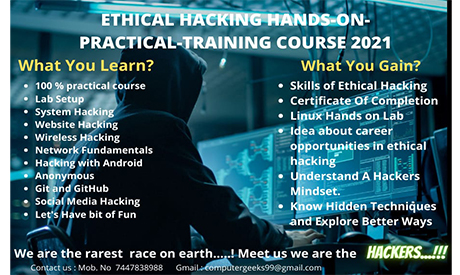 ETHICAL HACKING HANDS-ON-
PRACTICAL-TRAINING COURSE 2021
What You Learn?
100 % practical course
Lab Setup
System Hacking
Website Hacking
Wireless Hacking
Network Fundamentals
Hacking with Android
Anonymous
Git and GitHub
Social Media Hacking
Let's Have bit of Fun
What You Gain?
Skills of Ethical Hacking
Certificate Of Completion
Linux Hands on Lab
Idea about career
opportunities in ethical
hacking
Understand A Hackers
Mindset.
Know Hidden Techniques
and Explore Better Ways
We are the rarest race on earth.....! Meet us we are the HACKERS....!!!
Contact us : Mob. No 7447838988 Gmail.: computergeeks99@gmail.com